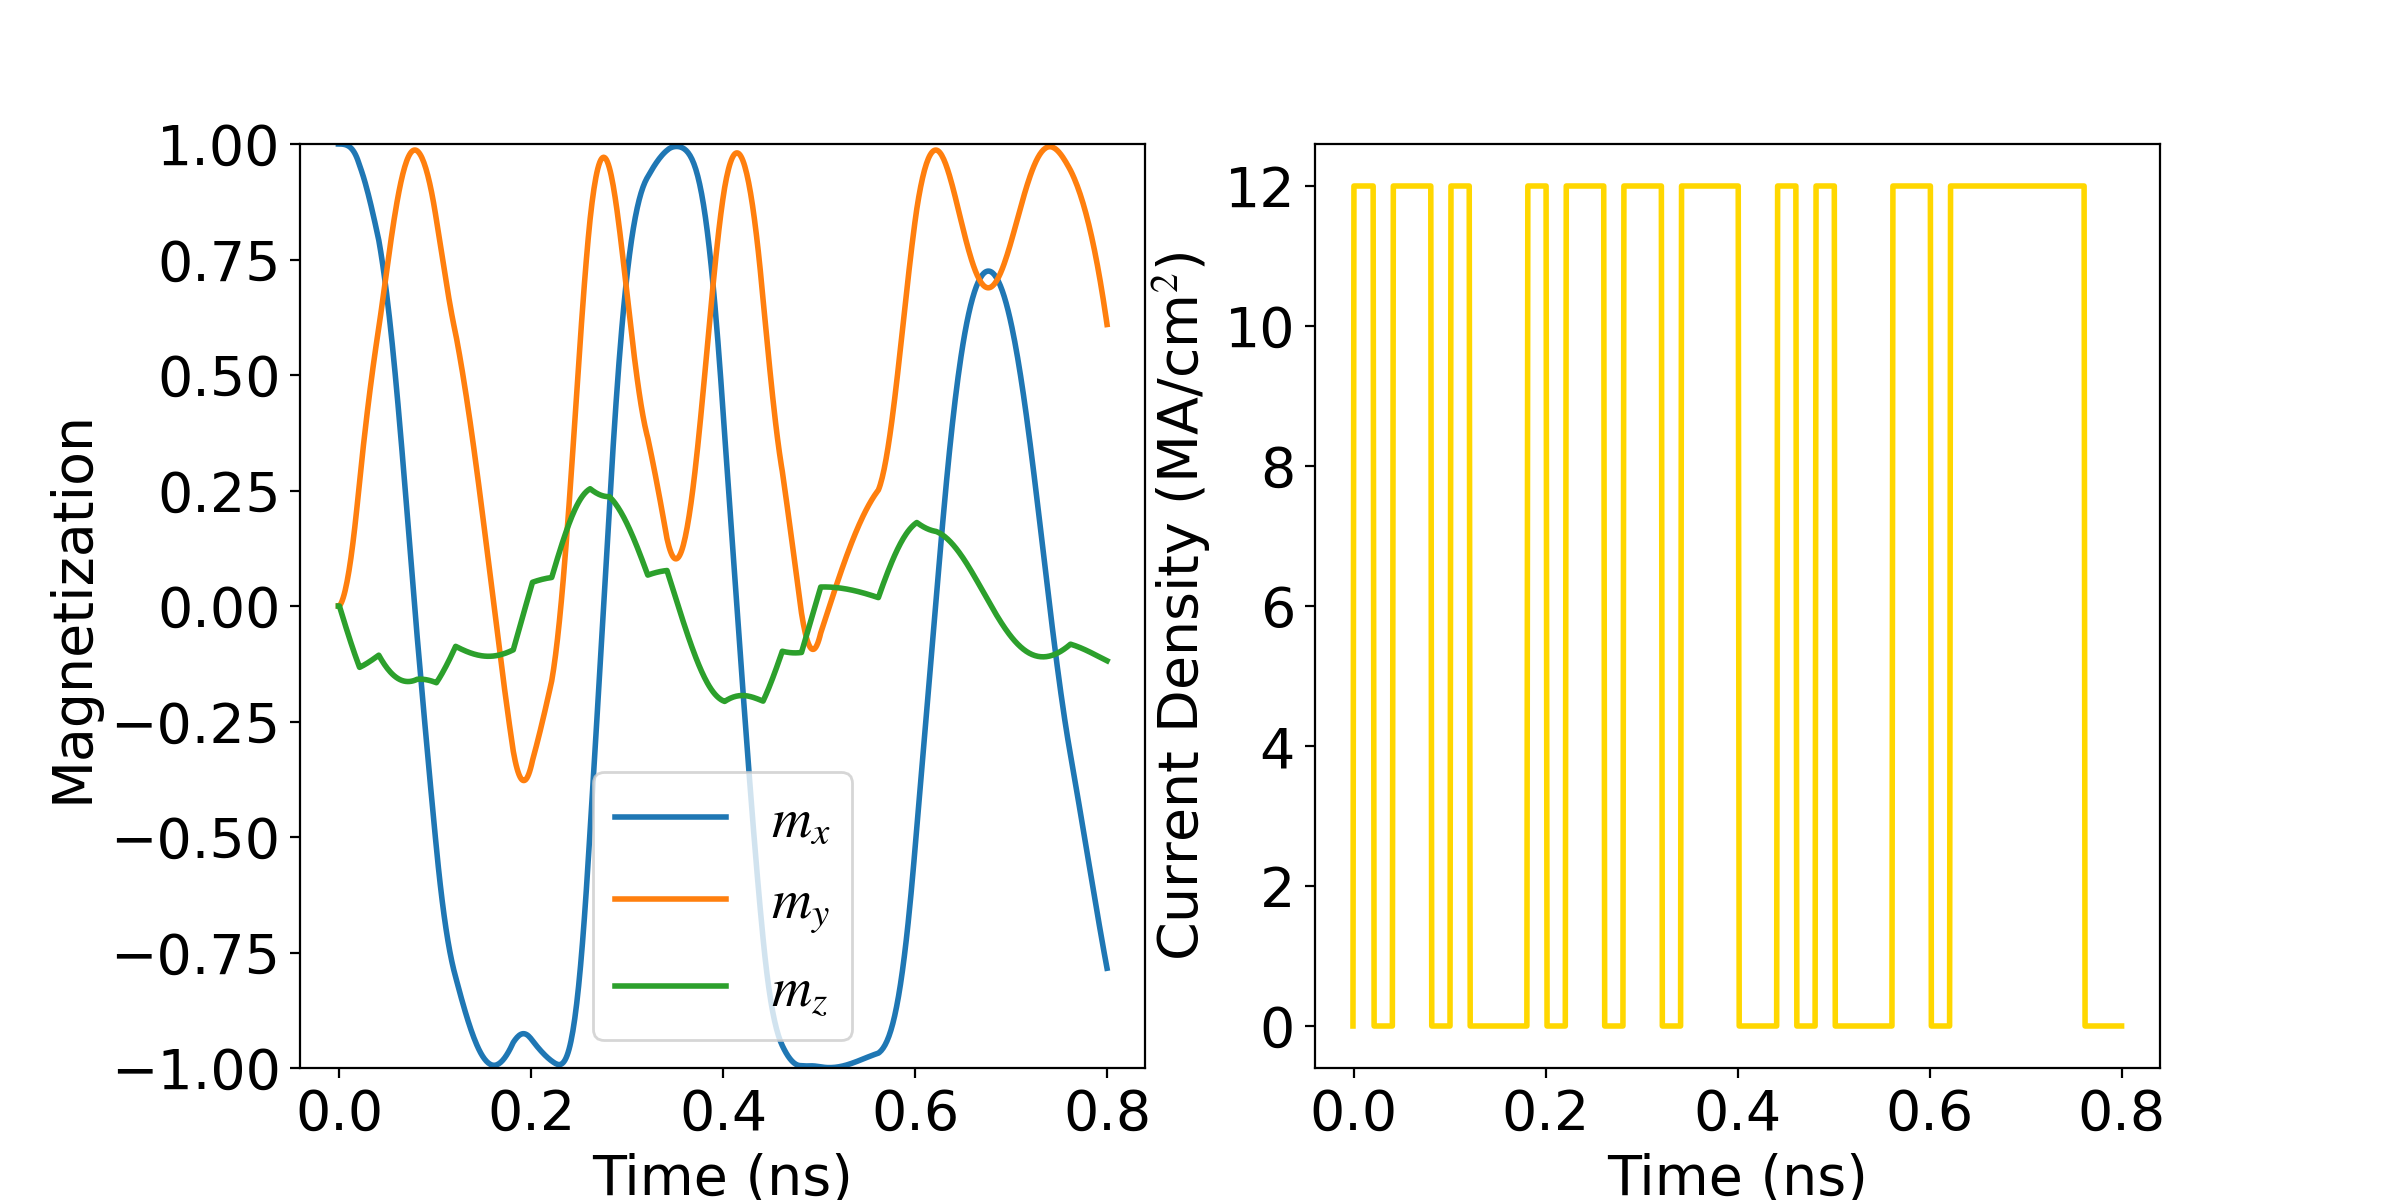 Magnetization
1.00
0.75
0.50
0.25
0.00
−0.25
−0.50
−0.75
−1.00
0.0 0.2 0.4 0.6 0.8
Time (ns)
m_x
m_y
m_z
Current Density (MA/cm²)
12
10
8
6
4
2
0
0.0 0.2 0.4 0.6 0.8
Time (ns)